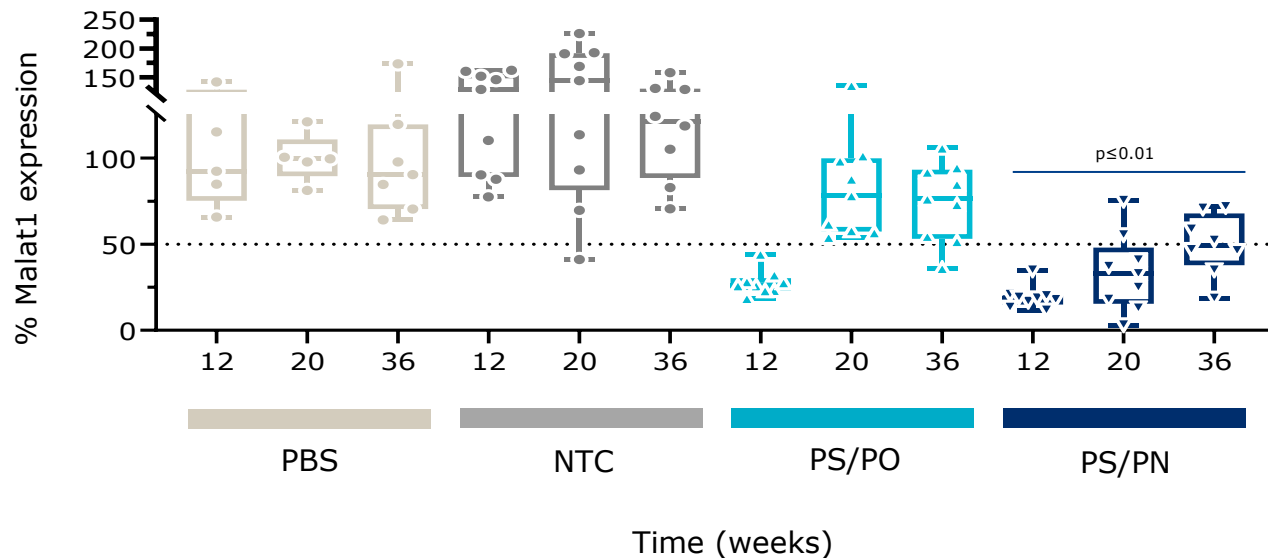 % Malat1 expression
250
200
150
100
50
0
p≤0.01
12 20 36 12 20 36 12 20 36 12 20 36
PBS NTC PS/PO PS/PN
Time (weeks)